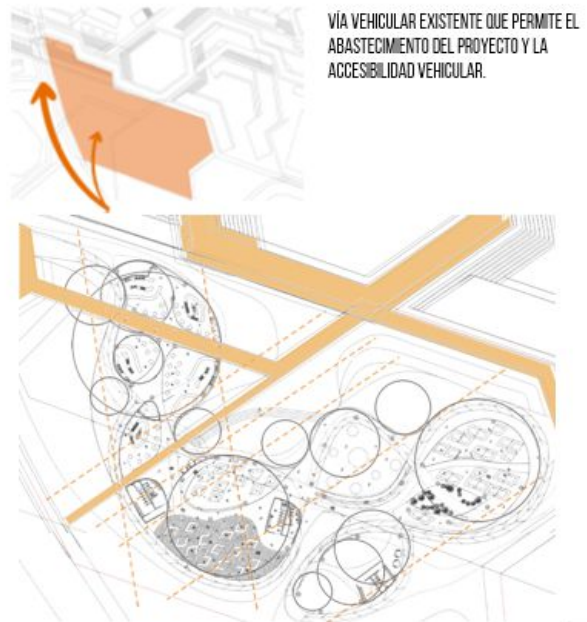 VÍA VEHICULAR EXISTENTE QUE PERMITE EL
ABASTECIMIENTO DEL PROYECTO Y LA
ACCESIBILIDAD VEHICULAR.